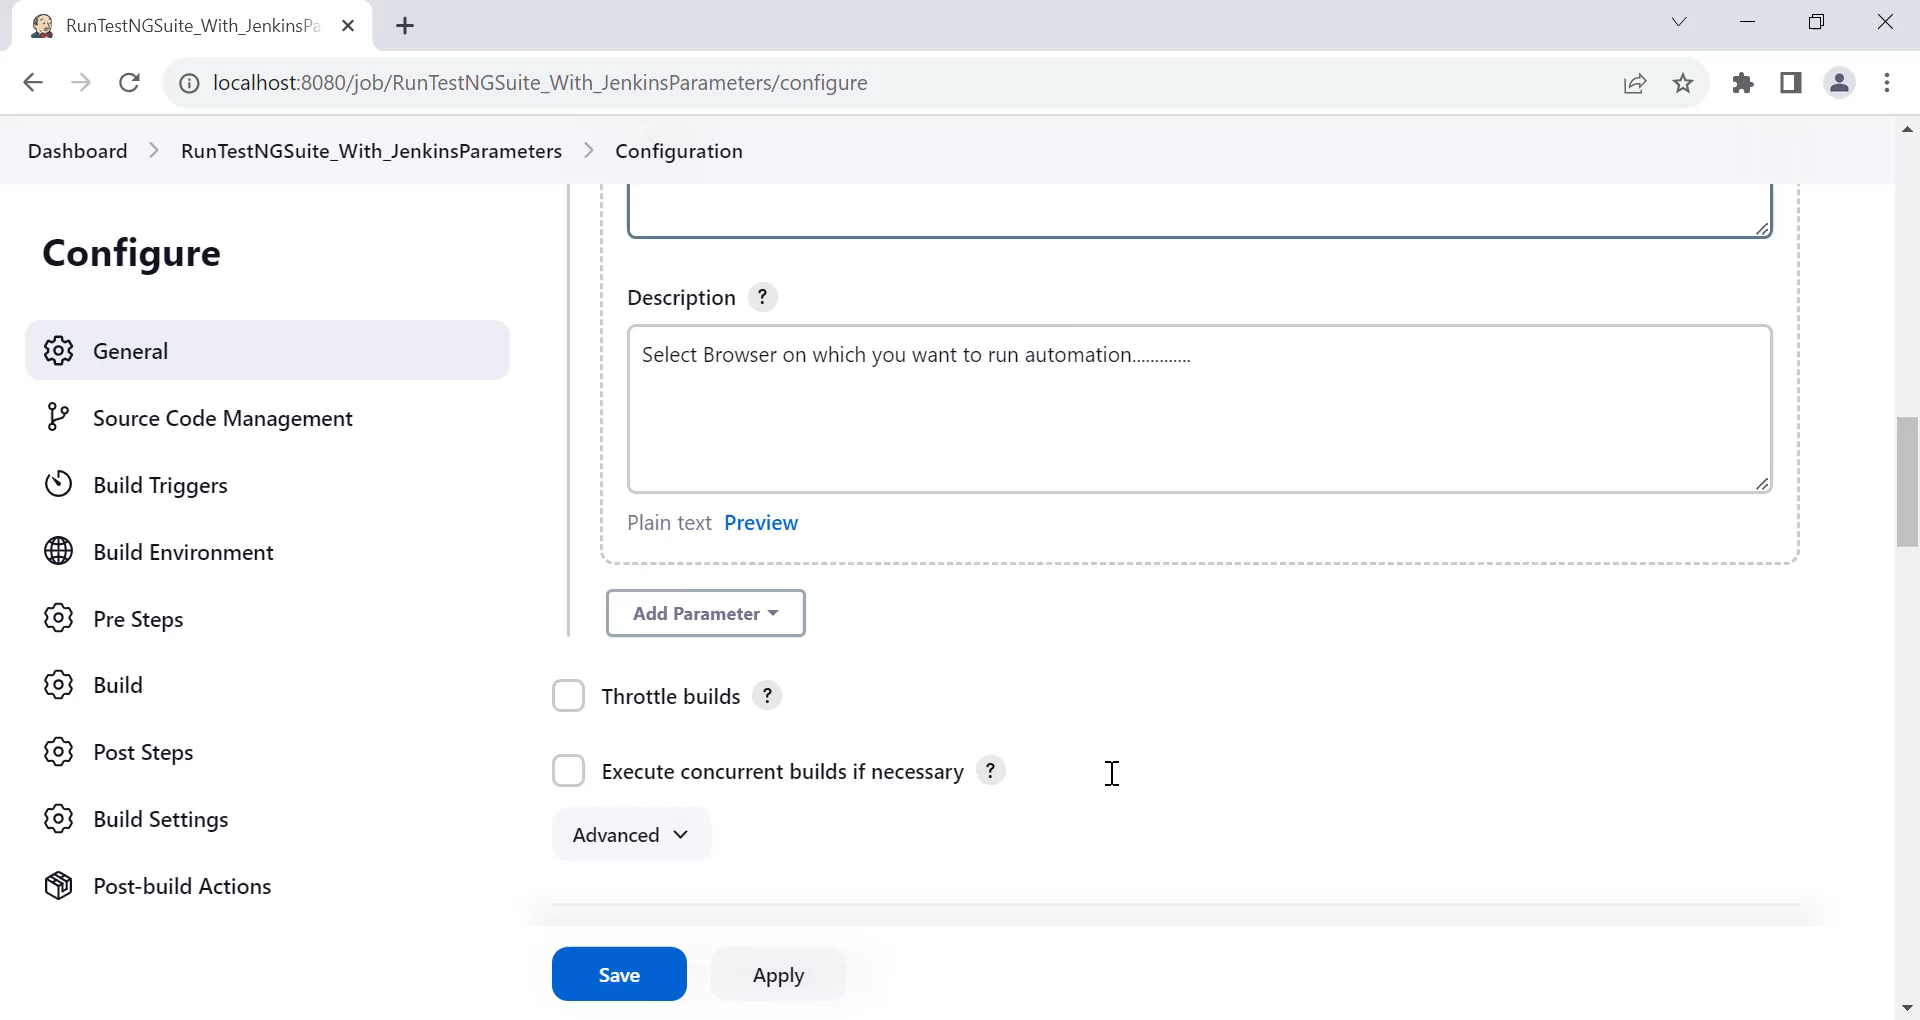 RunTestNGSuite_With_JenkinsPa
localhost:8080/job/RunTestNGSuite_With_JenkinsParameters/configure
Dashboard > RunTestNGSuite_With_JenkinsParameters > Configuration
Configure
General
Source Code Management
Build Triggers
Build Environment
Pre Steps
Build
Post Steps
Build Settings
Post-build Actions
Description ?
Select Browser on which you want to run automation.............
Plain text Preview
Add Parameter
Throttle builds ?
Execute concurrent builds if necessary ?
Advanced
Save Apply